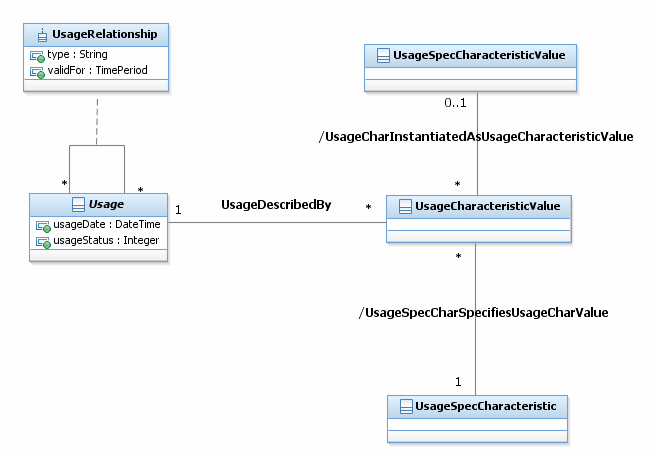 UsageRelationship
type : String
validFor : TimePeriod
UsageSpecCharacteristicValue
0..1
/UsageCharInstantiatedAsUsageCharacteristicValue
*
*
*
Usage
usageDate : DateTime
usageStatus : Integer
1
UsageDescribedBy
*
UsageCharacteristicValue
*
/UsageSpecCharSpecifiesUsageCharValue
1
UsageSpecCharacteristic